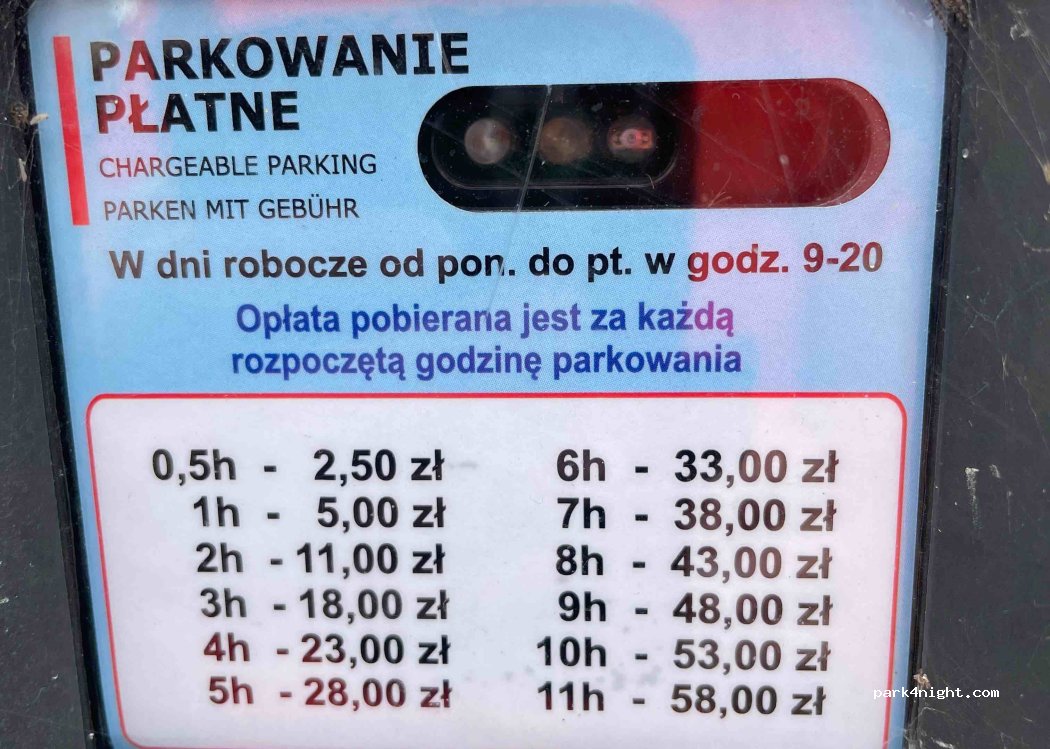 PARKOWANIE
PŁATNE
CHARGEABLE PARKING
PARKEN MIT GEBÜHR
W dni robocze od pon. do pt. w godz. 9-20
Opłata pobierana jest za każdą
rozpoczętą godzinę parkowania
0,5h - 2,50 zł 6h - 33,00 zł
1h - 5,00 zł 7h - 38,00 zł
2h - 11,00 zł 8h - 43,00 zł
3h - 18,00 zł 9h - 48,00 zł
4h - 23,00 zł 10h - 53,00 zł
5h - 28,00 zł 11h - 58,00 zł
park4night.com